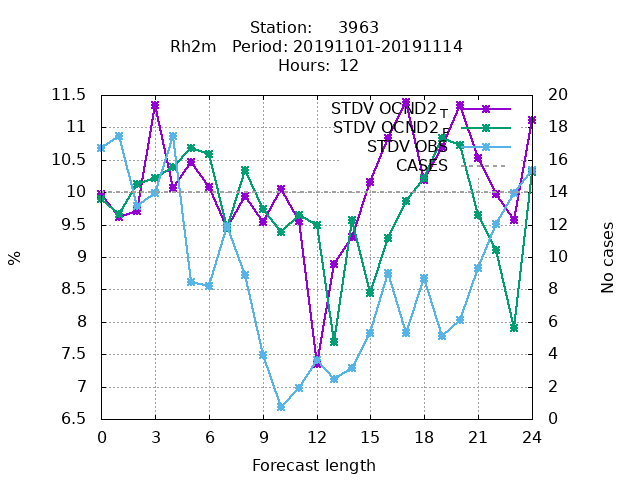 Station: 3963
Rh2m Period: 20191101-20191114
Hours: 12
STDV OCND2_T
STDV OCND2_F
STDV OBS
CASES
11.5
11
10.5
10
9.5
9
8.5
8
7.5
7
6.5
20
18
16
14
12
10
8
6
4
2
0
%
No cases
0 3 6 9 12 15 18 21 24
Forecast length